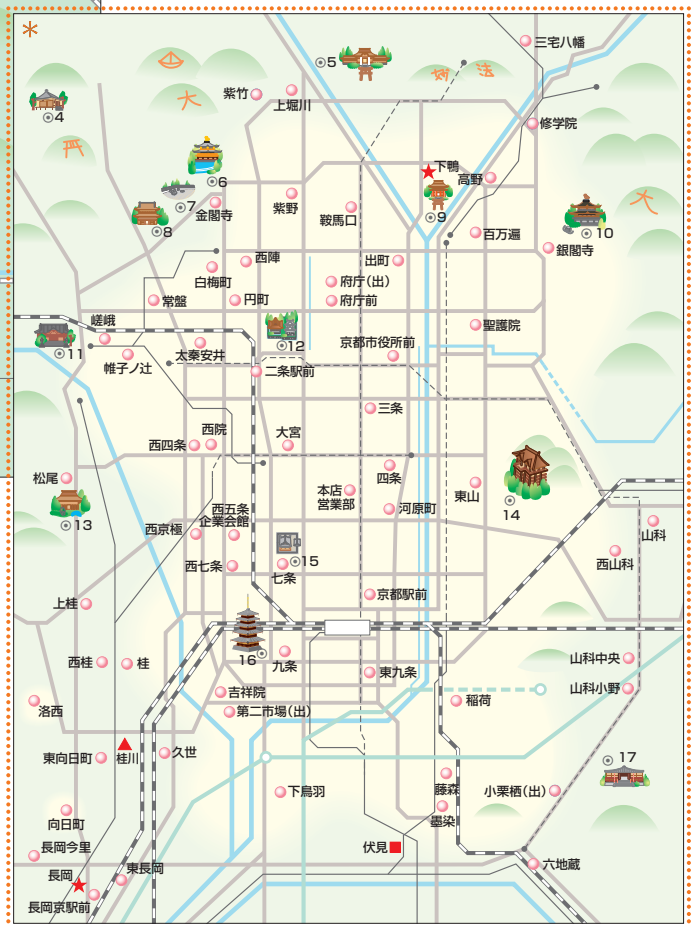 *
三宅八幡
5
妙 法
紫竹
上堀川
大
4
修学院
下鴨
高野
6
7
金閣寺
紫野
鞍馬口
大
8
9
10
百万遍
銀閣寺
西陣
出町
白梅町
府庁(出)
常盤
円町
府庁前
嵯峨
聖護院
12
11
太秦安井
京都市役所前
帷子ノ辻
二条駅前
三条
西院
大宮
西四条
四条
松尾
本店
営業部
東山
14
13
西五条
企業会館
河原町
西京極
山科
15
西山科
西七条
七条
京都駅前
上桂
16
九条
西桂
桂
東九条
山科中央
山科小野
吉祥院
稲荷
洛西
第二市場(出)
東向日町
桂川
久世
17
下鳥羽
藤森
小栗栖(出)
墨染
向日町
伏見
長岡今里
六地蔵
長岡
東長岡
長岡京駅前